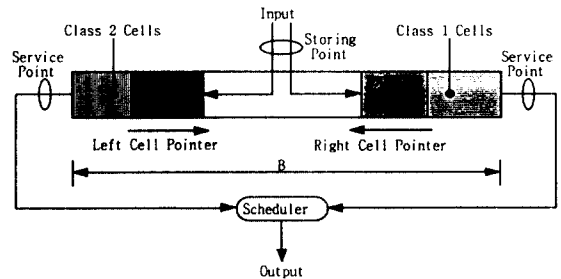 Input
Class 2 Cells
Storing
Point
Class 1 Cells
Service
Point
Service
Point
Left Cell Pointer
Right Cell Pointer
B
Scheduler
Output